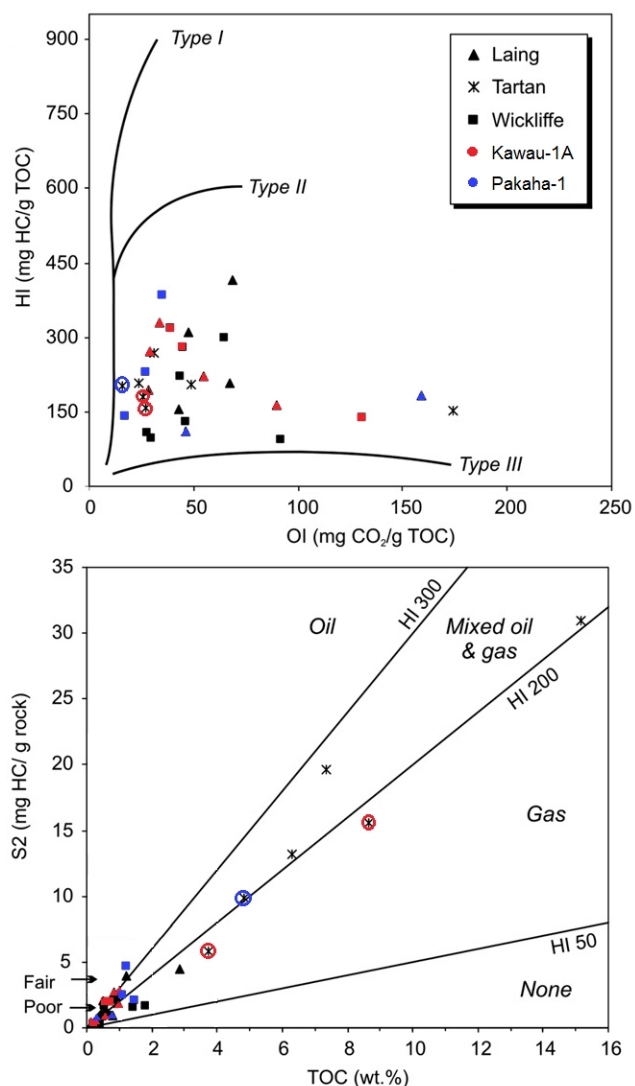 900
750
600
450
300
150
0
HI (mg HC/g TOC)
Type I
Type II
Type III
Laing
Tartan
Wickliffe
Kawau-1A
Pakaha-1
0
50
100
150
200
250
OI (mg CO₂/g TOC)
35
30
25
20
15
10
5
0
S2 (mg HC/ g rock)
Oil
HI 300
Mixed oil
& gas
HI 200
Gas
HI 50
None
Fair
Poor
0
2
4
6
8
10
12
14
16
TOC (wt.%)